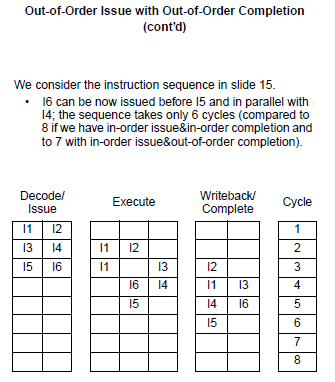 Out-of-Order Issue with Out-of-Order Completion
(cont'd)
We consider the instruction sequence in slide 15.
• I6 can be now issued before I5 and in parallel with
I4; the sequence takes only 6 cycles (compared to
8 if we have in-order issue&in-order completion and
to 7 with in-order issue&out-of-order completion).
Decode/ Writeback/
Issue Execute Complete Cycle
I1 I2 1
I3 I4 I1 I2 2
I5 I6 I1 I3 I2 3
I6 I4 I1 I3 4
I5 I4 I6 5
I5 6
7
8